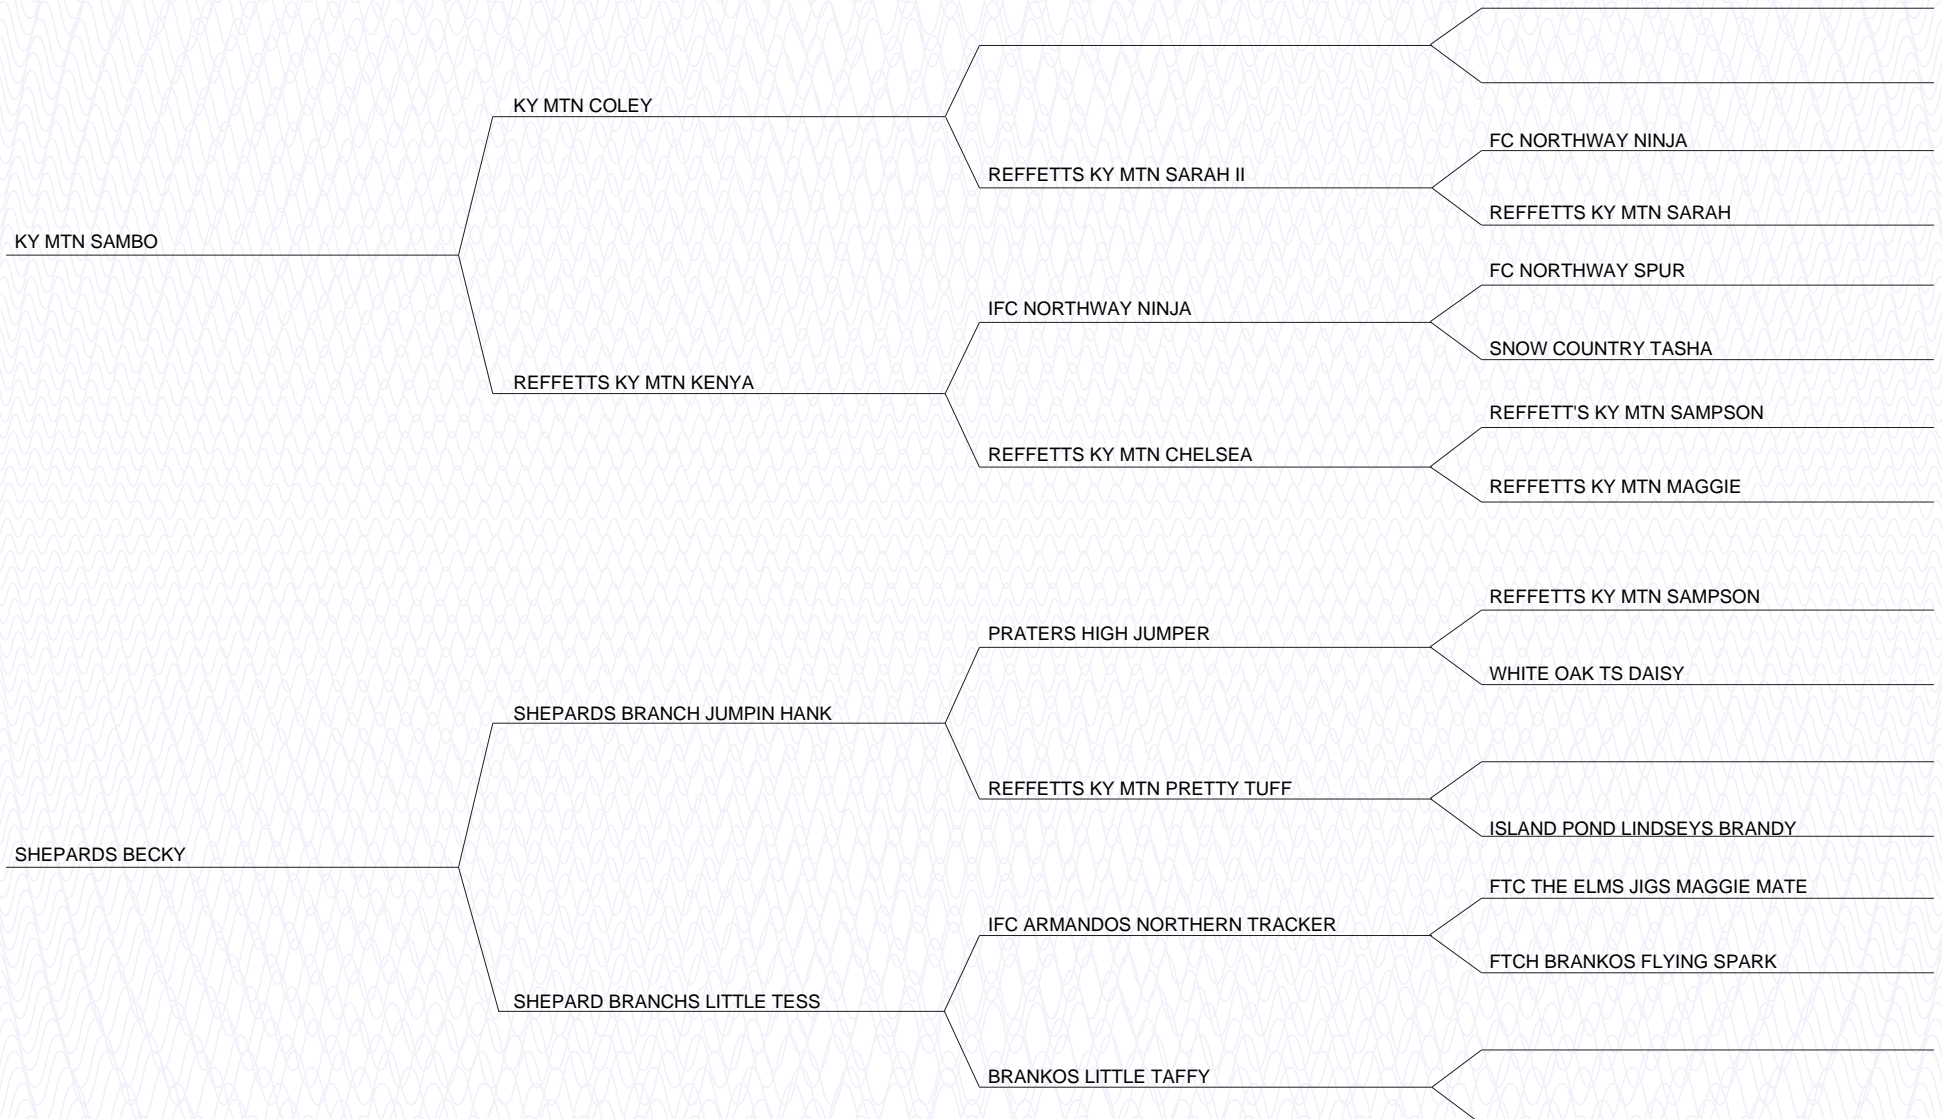 KY MTN COLEY
FC NORTHWAY NINJA
REFFETTS KY MTN SARAH II
REFFETTS KY MTN SARAH
KY MTN SAMBO
FC NORTHWAY SPUR
IFC NORTHWAY NINJA
SNOW COUNTRY TASHA
REFFETTS KY MTN KENYA
REFFETT'S KY MTN SAMPSON
REFFETTS KY MTN CHELSEA
REFFETTS KY MTN MAGGIE
REFFETTS KY MTN SAMPSON
PRATERS HIGH JUMPER
WHITE OAK TS DAISY
SHEPARDS BRANCH JUMPIN HANK
REFFETTS KY MTN PRETTY TUFF
ISLAND POND LINDSEYS BRANDY
SHEPARDS BECKY
FTC THE ELMS JIGS MAGGIE MATE
IFC ARMANDOS NORTHERN TRACKER
FTCH BRANKOS FLYING SPARK
SHEPARD BRANCHS LITTLE TESS
BRANKOS LITTLE TAFFY